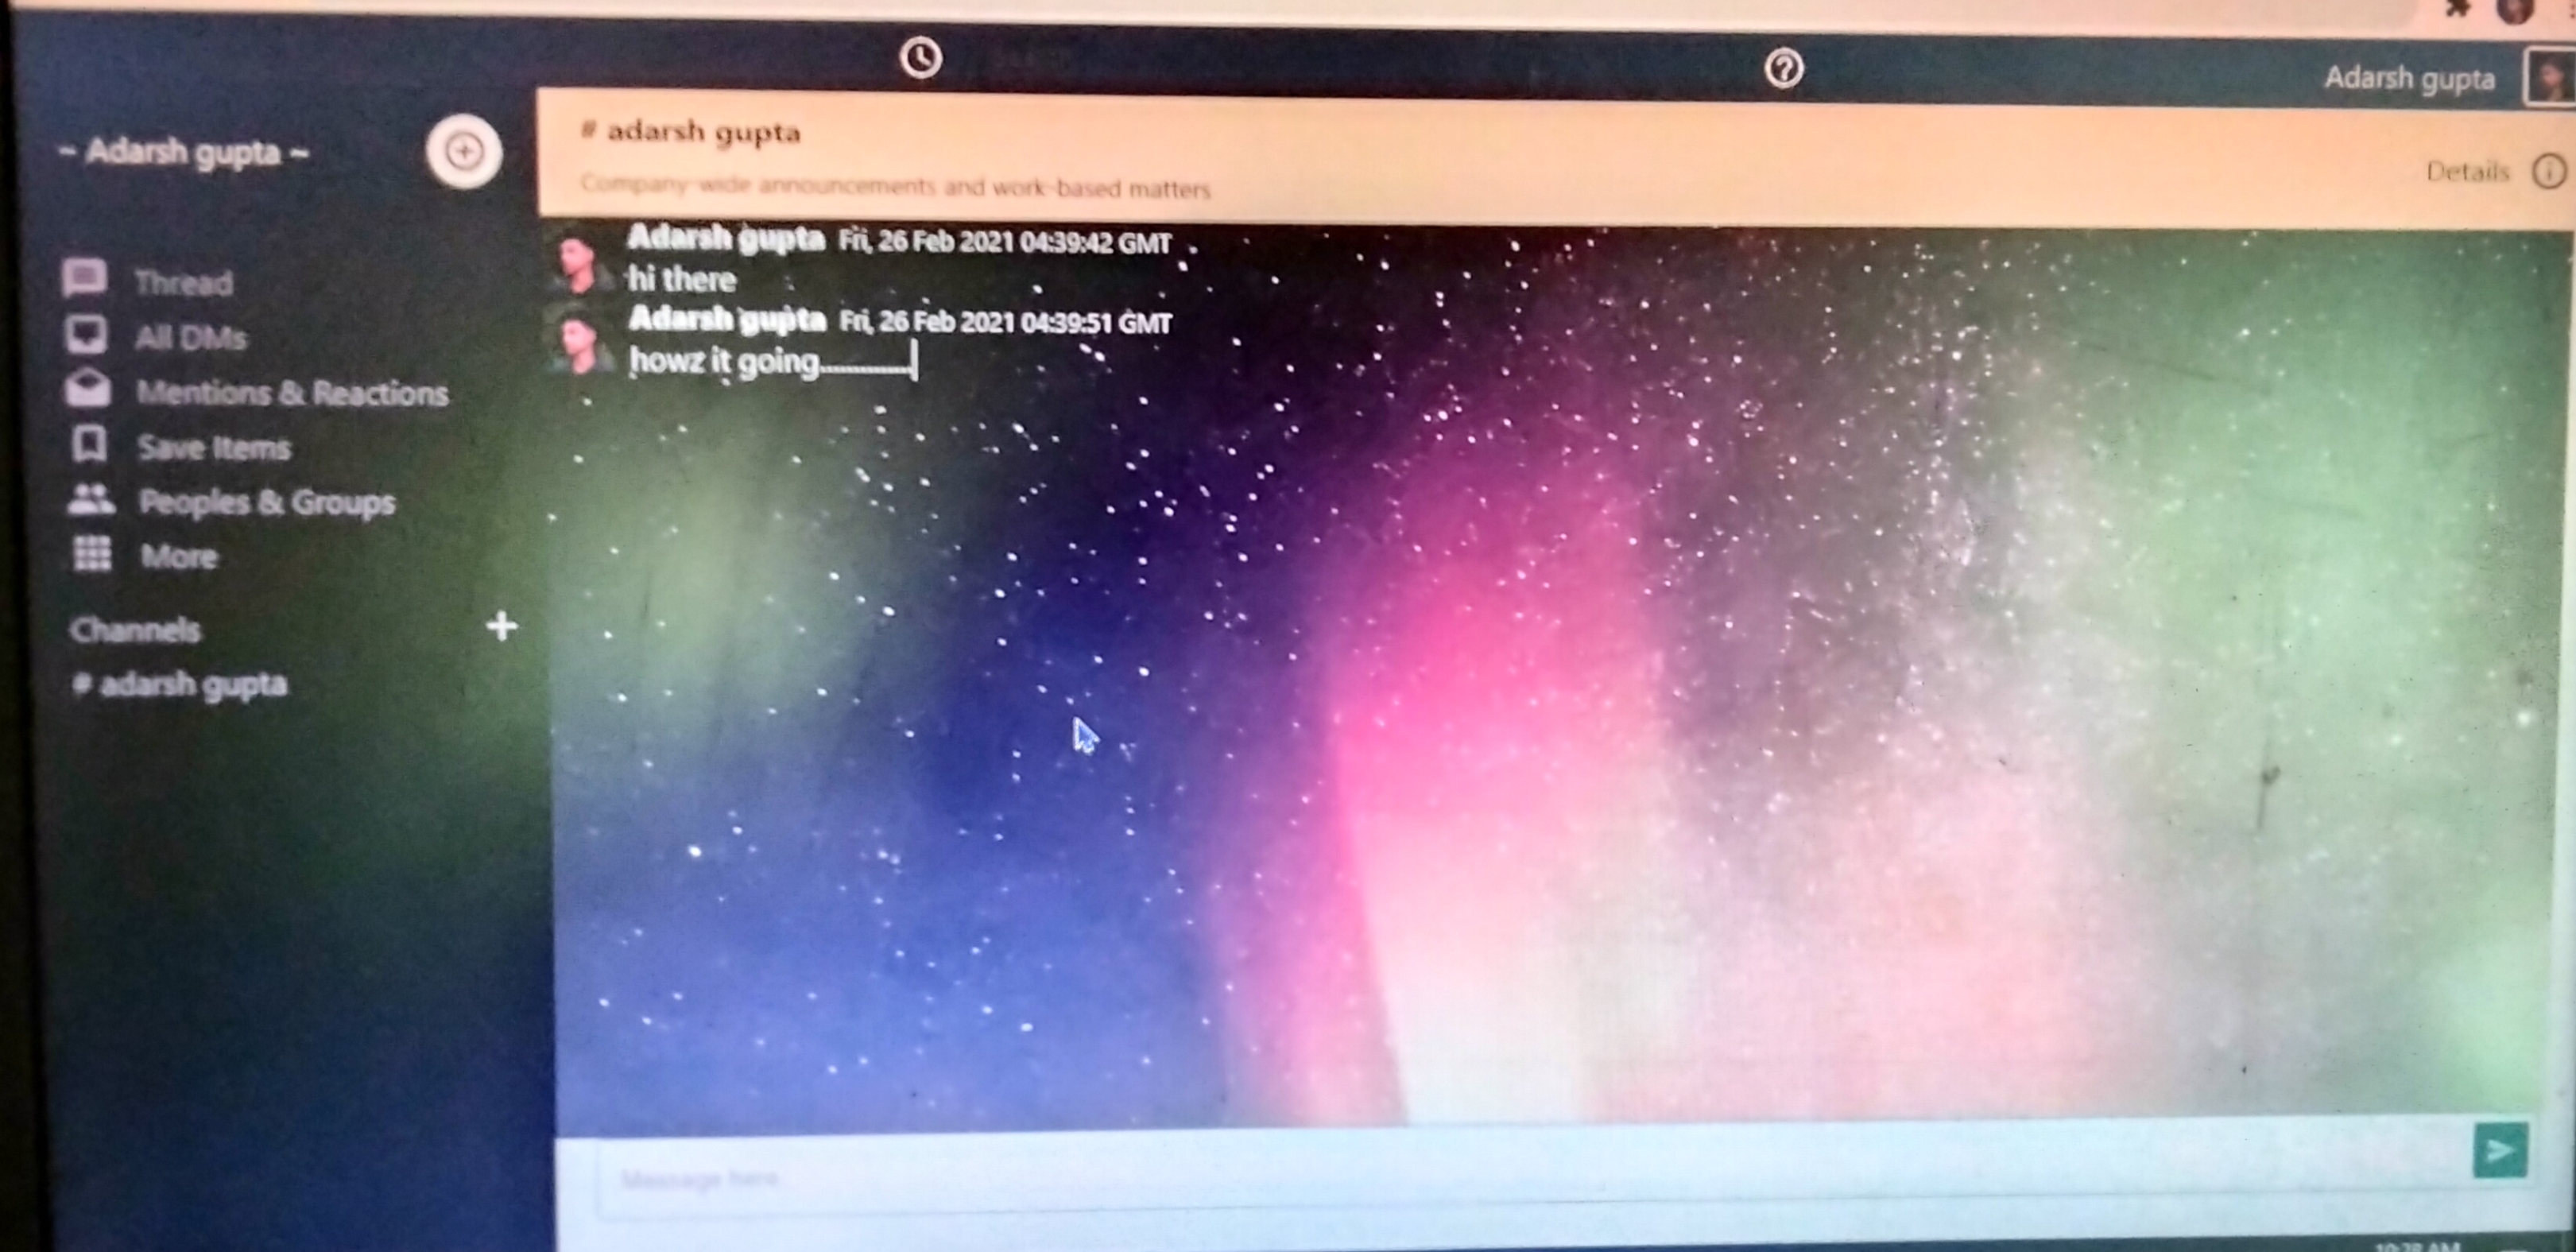 Adarsh gupta
~ Adarsh gupta ~
Thread
All DMs
Mentions & Reactions
Save Items
Peoples & Groups
More
Channels +
# adarsh gupta
# adarsh gupta
Company-wide announcements and work-based matters
Details
Adarsh gupta Fri, 26 Feb 2021 04:39:42 GMT
hi there
Adarsh gupta Fri, 26 Feb 2021 04:39:51 GMT
howz it going.............|
Message here